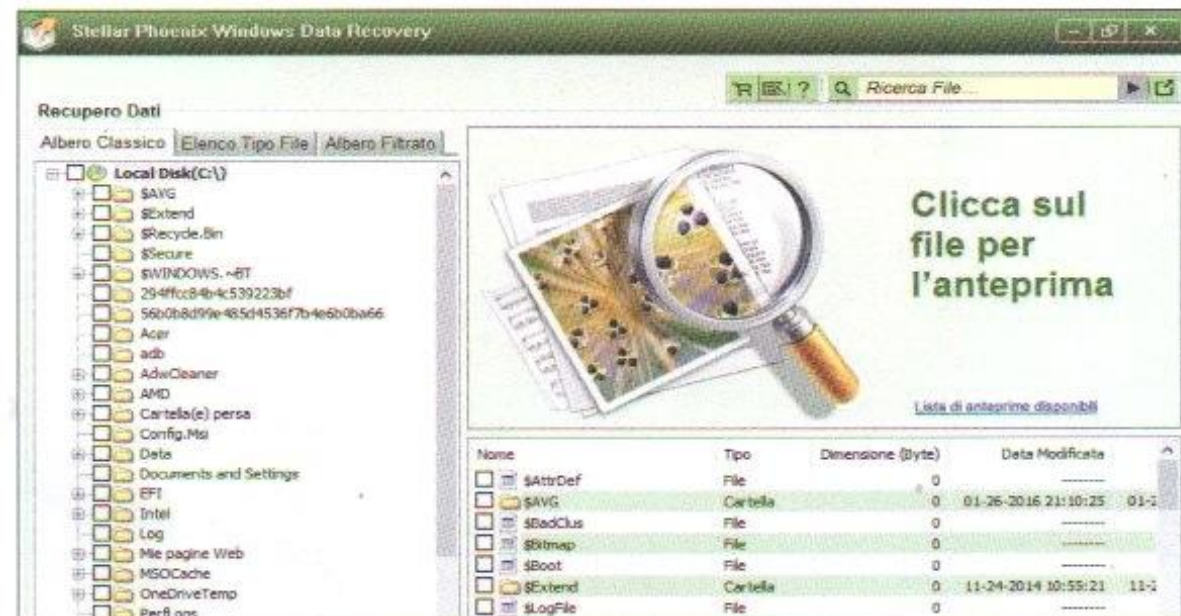 Stellar Phoenix Windows Data Recovery
Ricerca File...
Recupero Dati
Albero Classico
Elenco Tipo File
Albero Filtrato
Local Disk(C:\)
$AVG
$Extend
$Recycle.Bin
$Secure
$WINDOWS.~BT
294ffcc84b4c539223bf
56b0b8d99e485d4536f7b4e6b0ba66
Acer
adb
AdwCleaner
AMD
Cartella(e) persa
Config.Msi
Data
Documents and Settings
EFI
Intel
Log
Mie pagine Web
MSOCache
OneDriveTemp
PerfLogs
Clicca sul
file per
l'anteprima
Lista di anteprime disponibili
Nome Tipo Dimensione (Byte) Data Modificata
$AttrDef File 0 --------
$AVG Cartella 0 01-26-2016 21:10:25 01-2
$BadClus File 0 --------
$Bitmap File 0 --------
$Boot File 0 --------
$Extend Cartella 0 11-24-2014 10:55:21 11-2
$LogFile File 0 --------